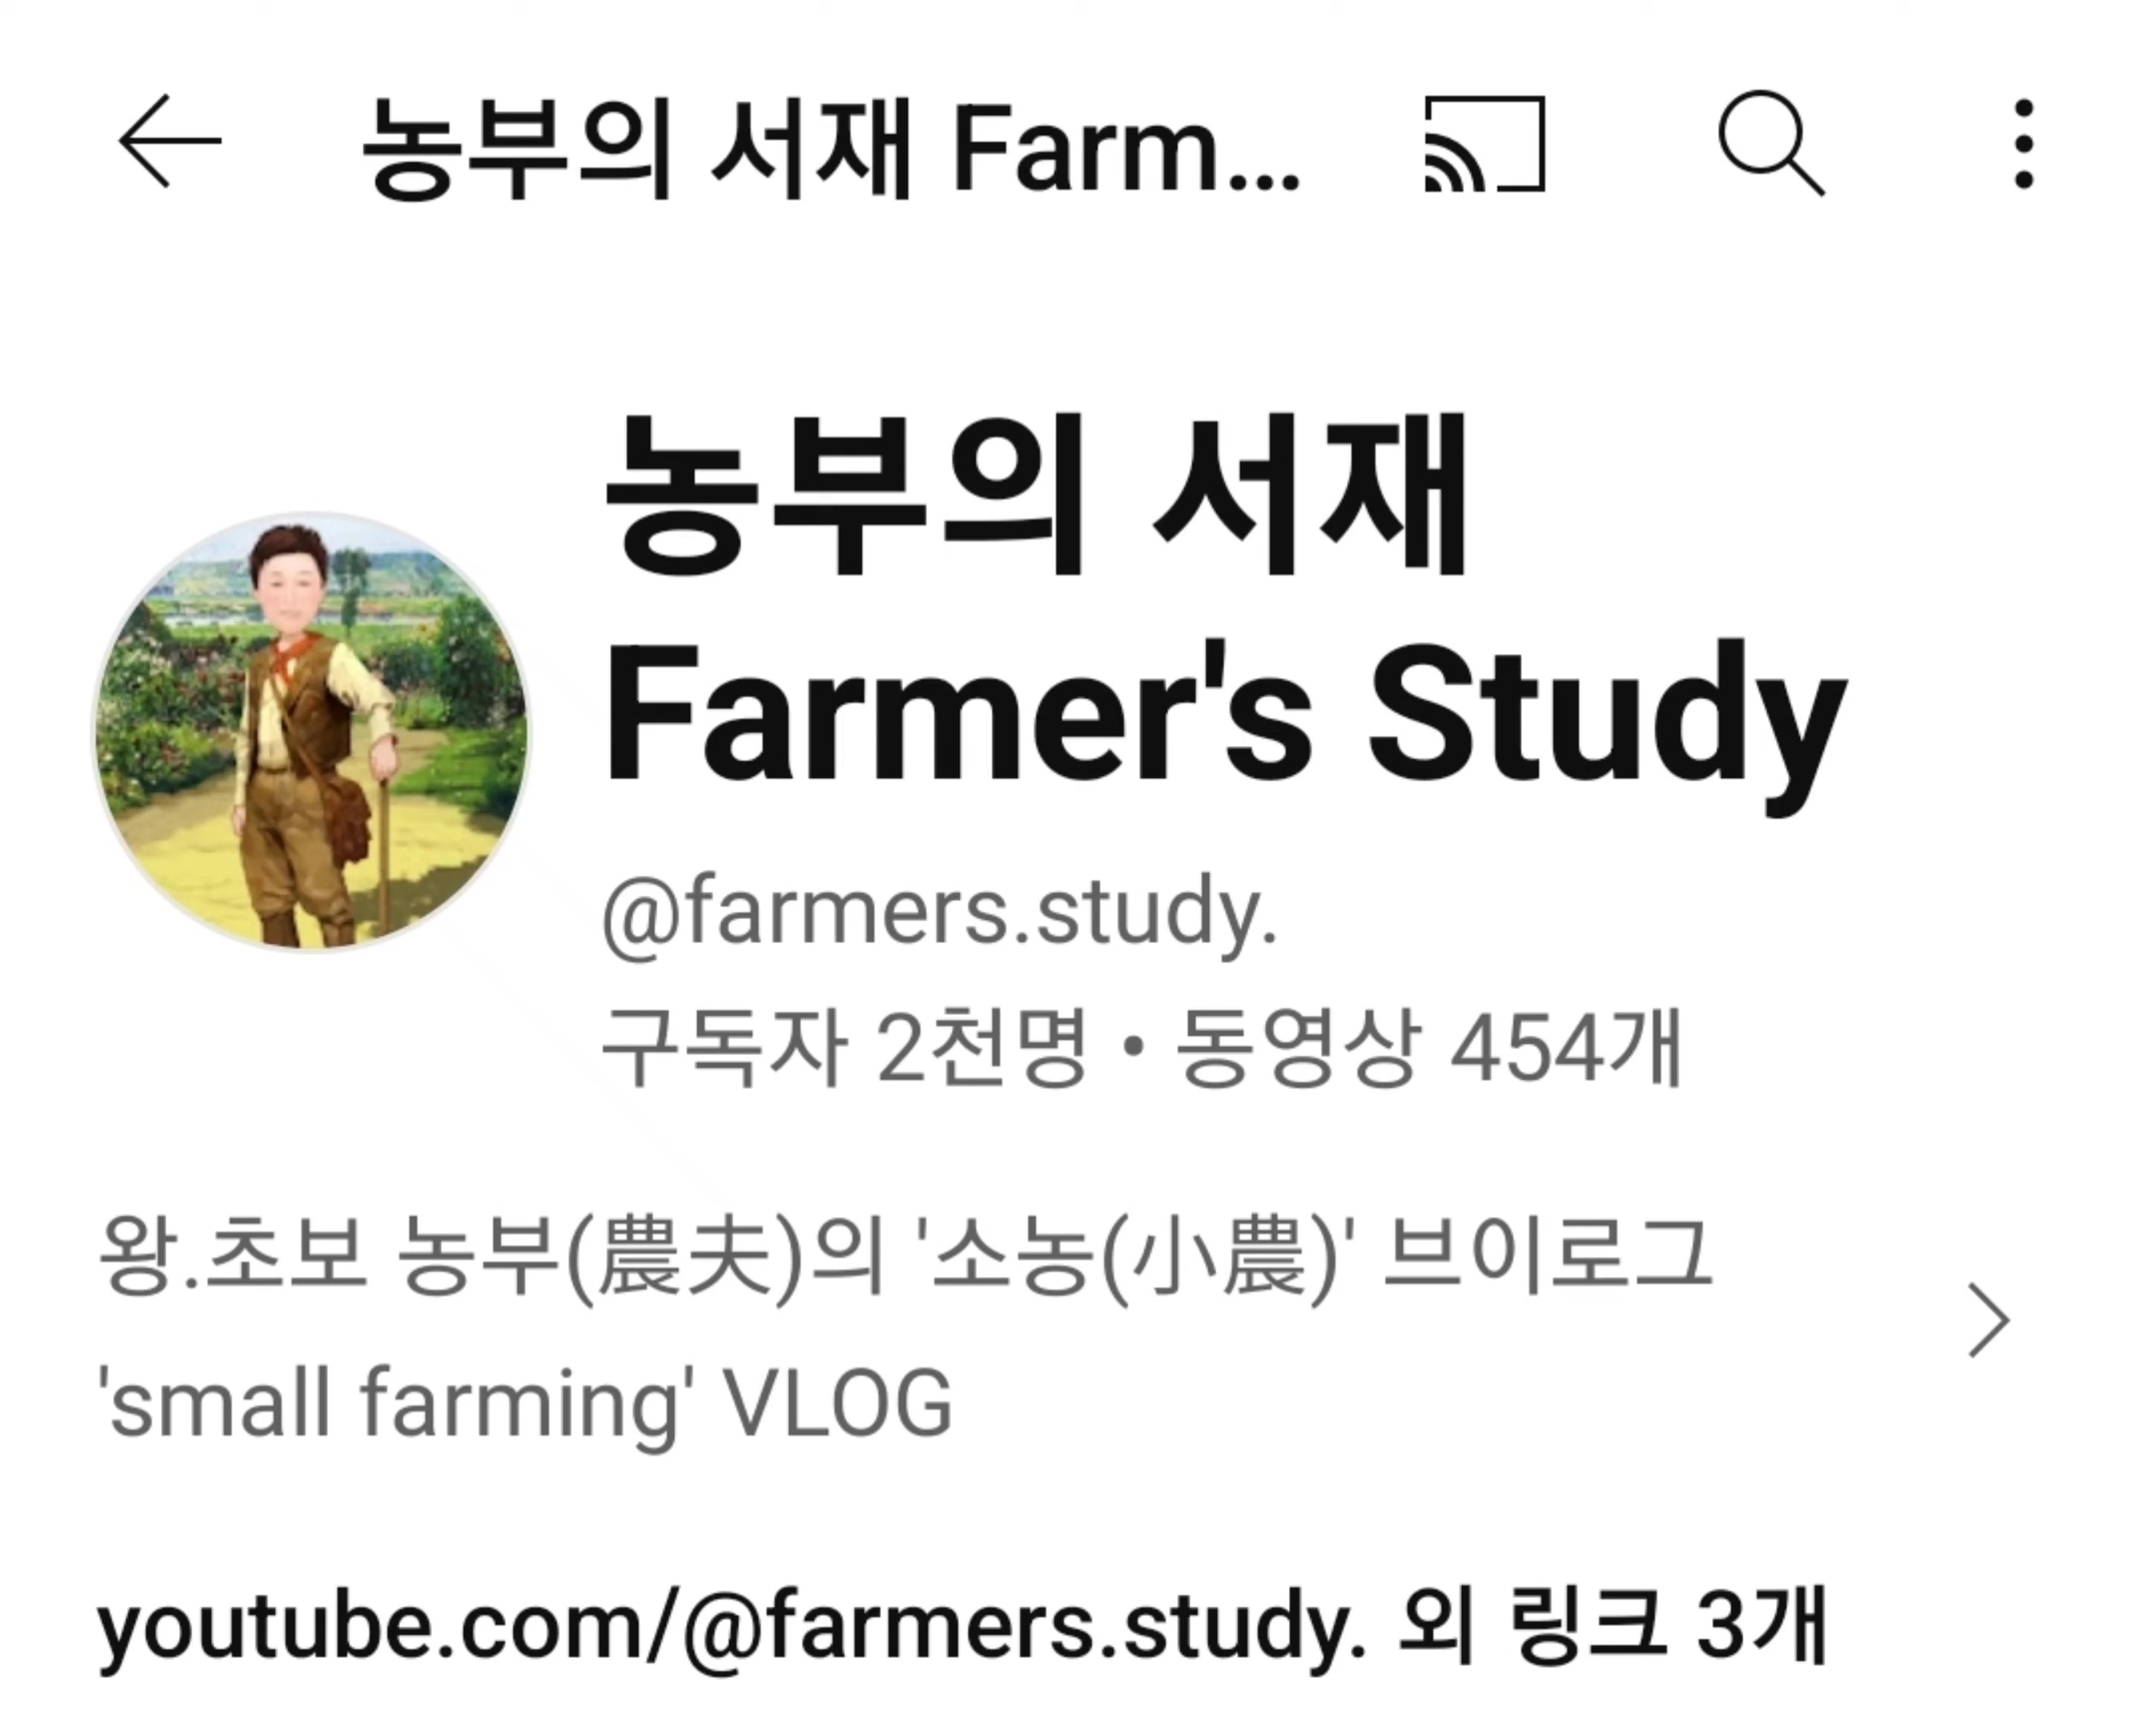 농부의 서재 Farm...
농부의 서재
Farmer's Study
@farmers.study.
구독자 2천명 • 동영상 454개
왕.초보 농부(農夫)의 '소농(小農)' 브이로그
'small farming' VLOG
youtube.com/@farmers.study. 외 링크 3개